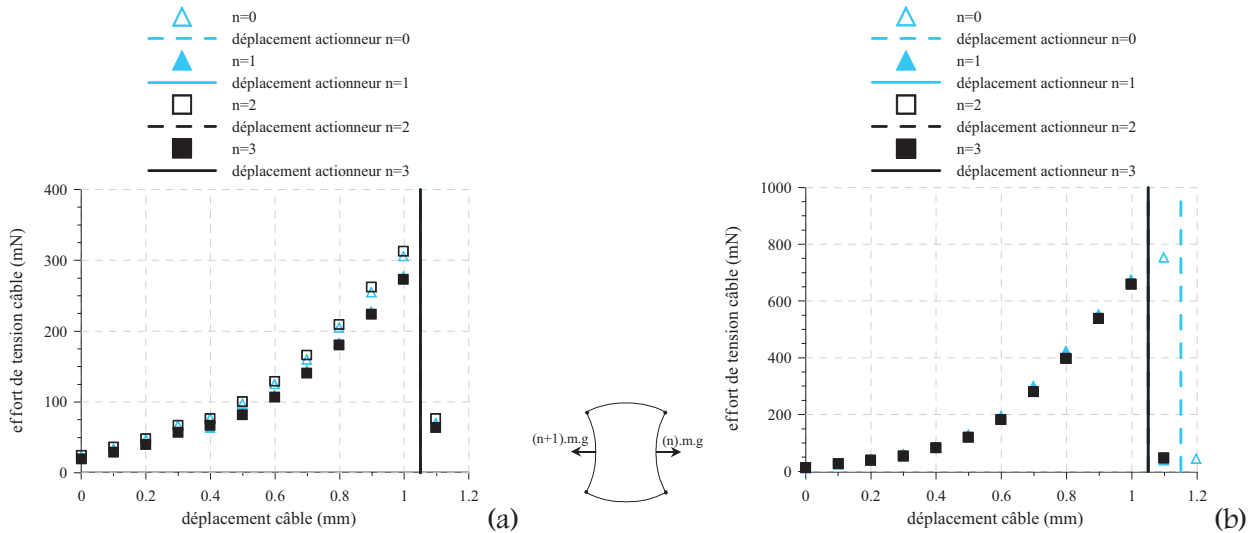 n=0
déplacement actionneur n=0
n=1
déplacement actionneur n=1
n=2
déplacement actionneur n=2
n=3
déplacement actionneur n=3
400
300
200
100
0
effort de tension câble (mN)
0 0.2 0.4 0.6 0.8 1 1.2
déplacement câble (mm)
(a)
(n+1).m.g
(n).m.g
n=0
déplacement actionneur n=0
n=1
déplacement actionneur n=1
n=2
déplacement actionneur n=2
n=3
déplacement actionneur n=3
1000
800
600
400
200
0
effort de tension câble (mN)
0 0.2 0.4 0.6 0.8 1 1.2
déplacement câble (mm)
(b)